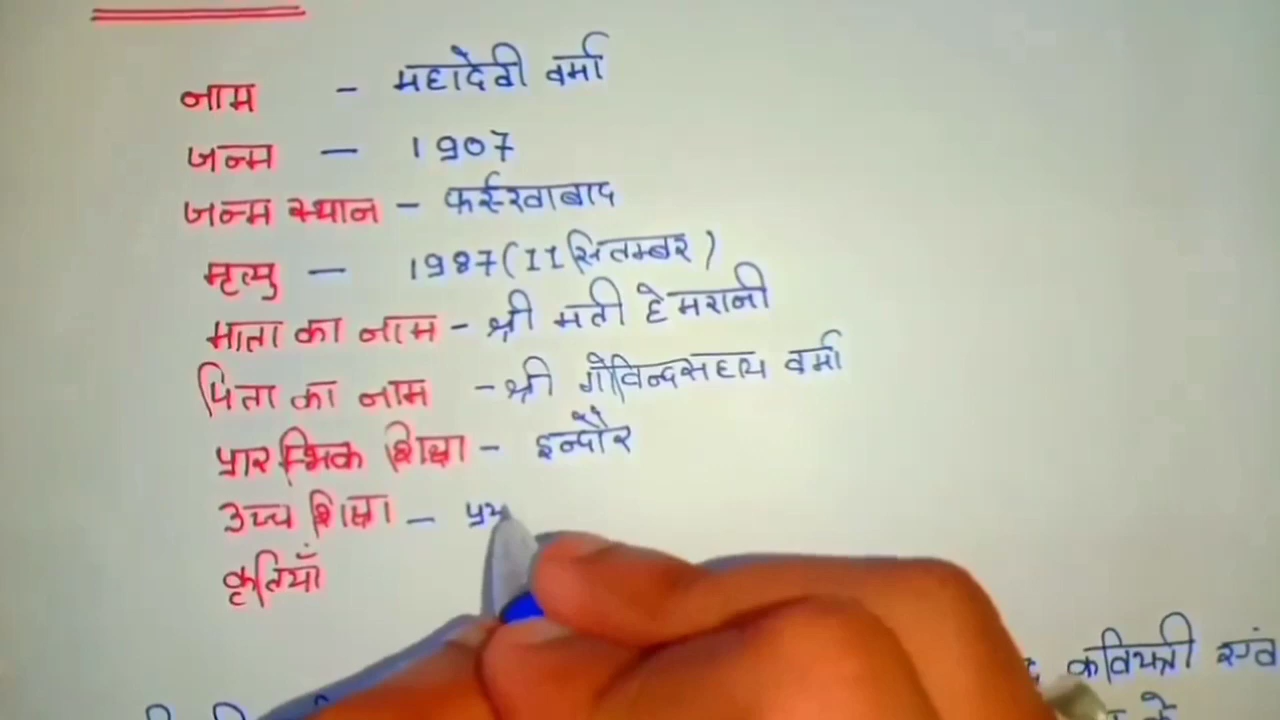 नाम - महादेवी वर्मा
जन्म - 1907
जन्म स्थान - फर्रुखाबाद
मृत्यु - 1987 (11 सितम्बर)
माता का नाम - श्री मती हेमरानी
पिता का नाम - श्री गोविन्दसहाय वर्मा
प्रारम्भिक शिक्षा - इन्दौर
उच्च शिक्षा - प्र
कृतियाँ
कवियत्री एंव